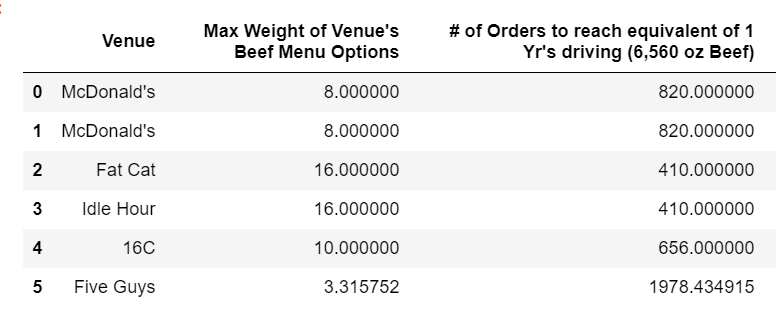 Venue Max Weight of Venue's Beef Menu Options # of Orders to reach equivalent of 1 Yr's driving (6,560 oz Beef)
0 McDonald's 8.000000 820.000000
1 McDonald's 8.000000 820.000000
2 Fat Cat 16.000000 410.000000
3 Idle Hour 16.000000 410.000000
4 16C 10.000000 656.000000
5 Five Guys 3.315752 1978.434915